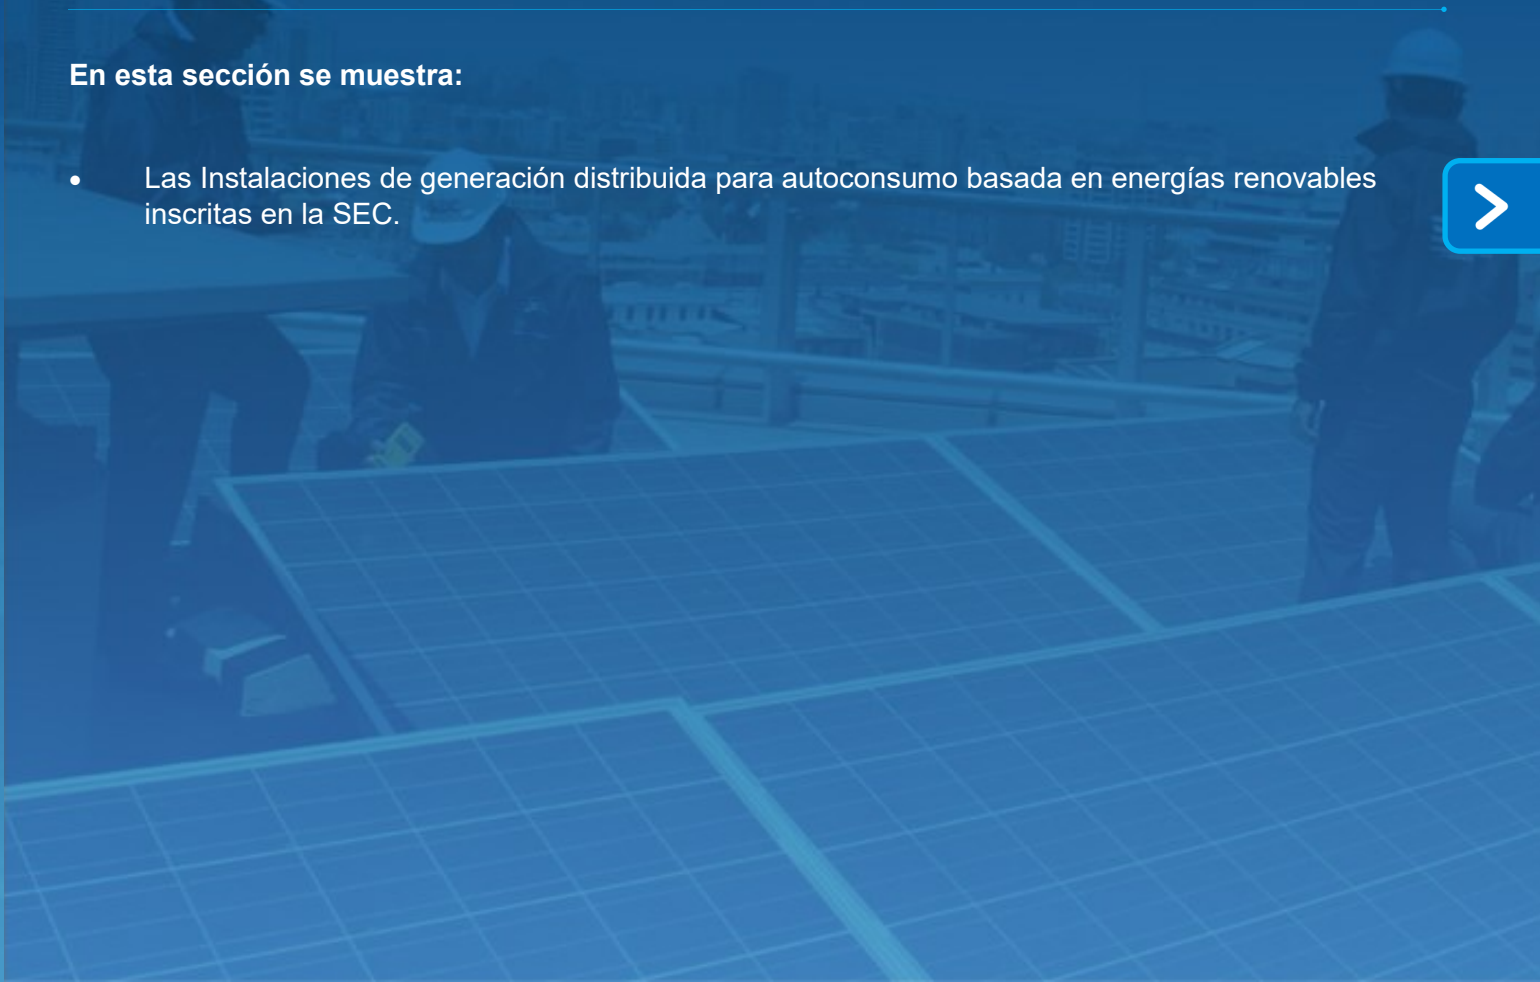 En esta sección se muestra:
• Las Instalaciones de generación distribuida para autoconsumo basada en energías renovables
inscritas en la SEC.